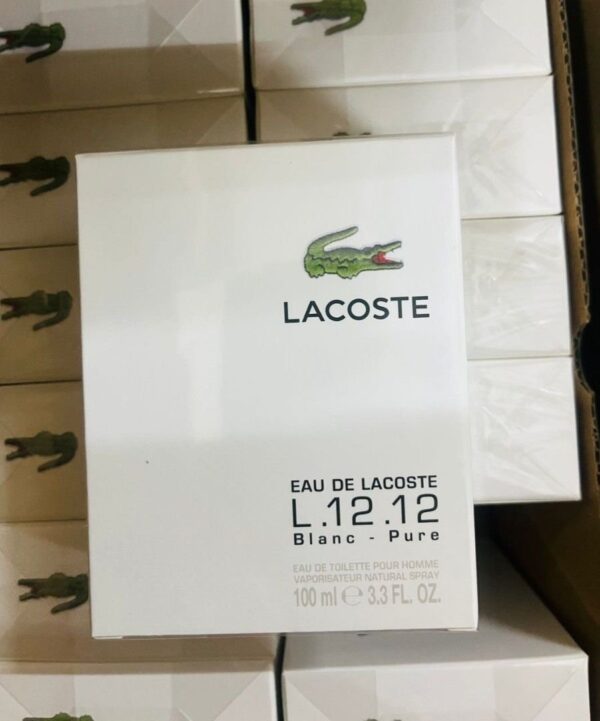 LACOSTE
EAU DE LACOSTE
L.12.12
Blanc - Pure
EAU DE TOILETTE POUR HOMME
VAPORISATEUR NATURAL SPRAY
100 ml ℮ 3.3 FL. OZ.